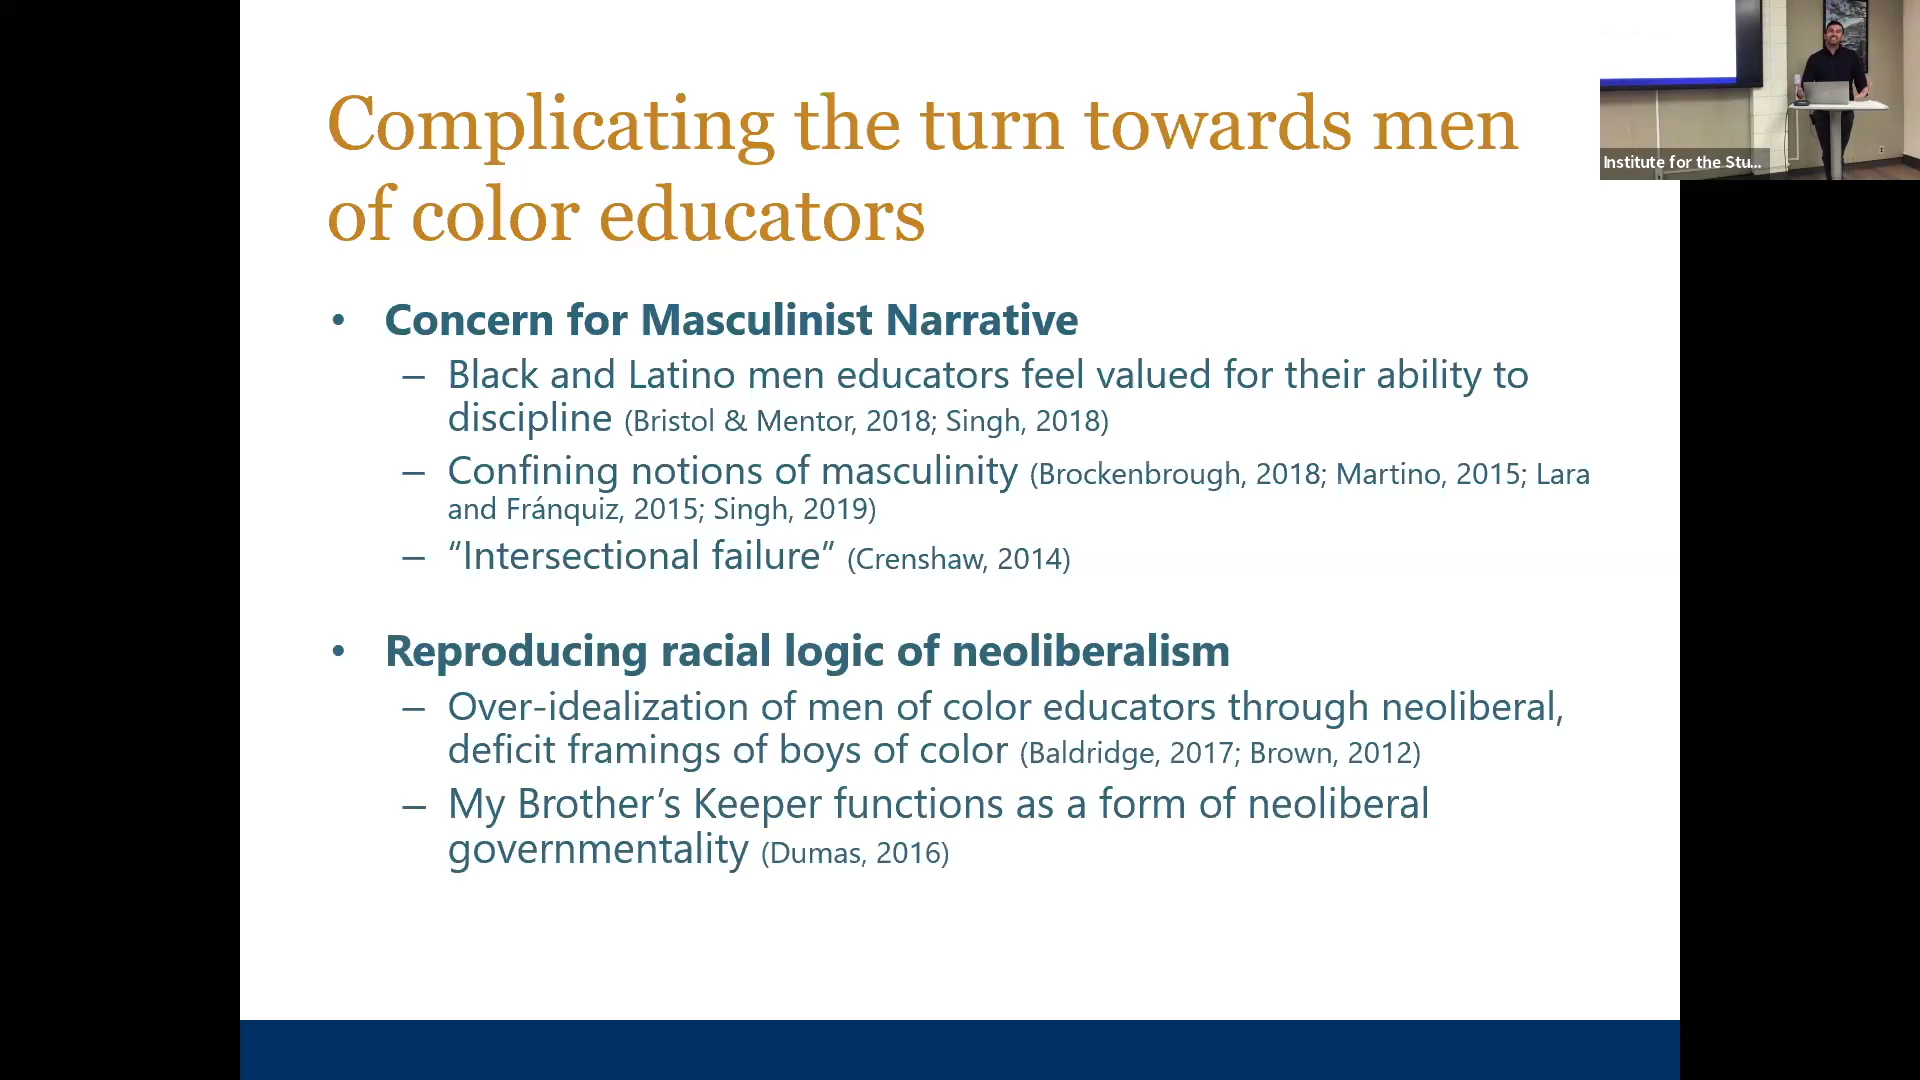 Complicating the turn towards men
of color educators
• Concern for Masculinist Narrative
– Black and Latino men educators feel valued for their ability to
discipline (Bristol & Mentor, 2018; Singh, 2018)
– Confining notions of masculinity (Brockenbrough, 2018; Martino, 2015; Lara
and Fránquiz, 2015; Singh, 2019)
– “Intersectional failure” (Crenshaw, 2014)
• Reproducing racial logic of neoliberalism
– Over-idealization of men of color educators through neoliberal,
deficit framings of boys of color (Baldridge, 2017; Brown, 2012)
– My Brother’s Keeper functions as a form of neoliberal
governmentality (Dumas, 2016)
Institute for the Stu...